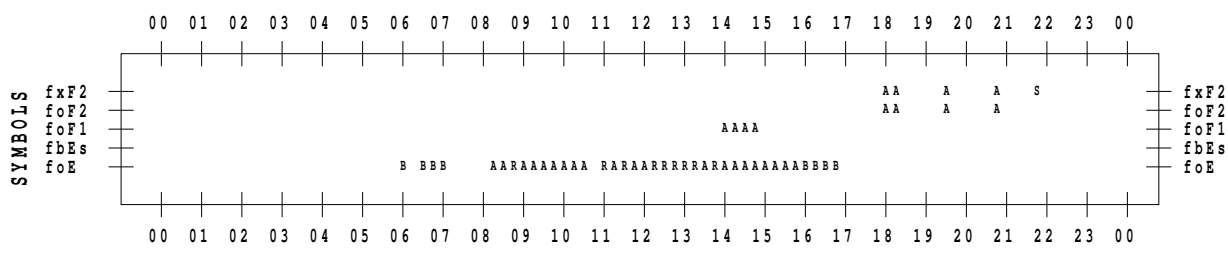 00 01 02 03 04 05 06 07 08 09 10 11 12 13 14 15 16 17 18 19 20 21 22 23 00
SYMBOLS
fxF2 AA A A S fxF2
foF2 AA A A foF2
foF1 AAAA foF1
fbEs fbEs
foE B BBB AARAAAAAAA RARAARRRRRARAAAAAAAABBBB foE
00 01 02 03 04 05 06 07 08 09 10 11 12 13 14 15 16 17 18 19 20 21 22 23 00